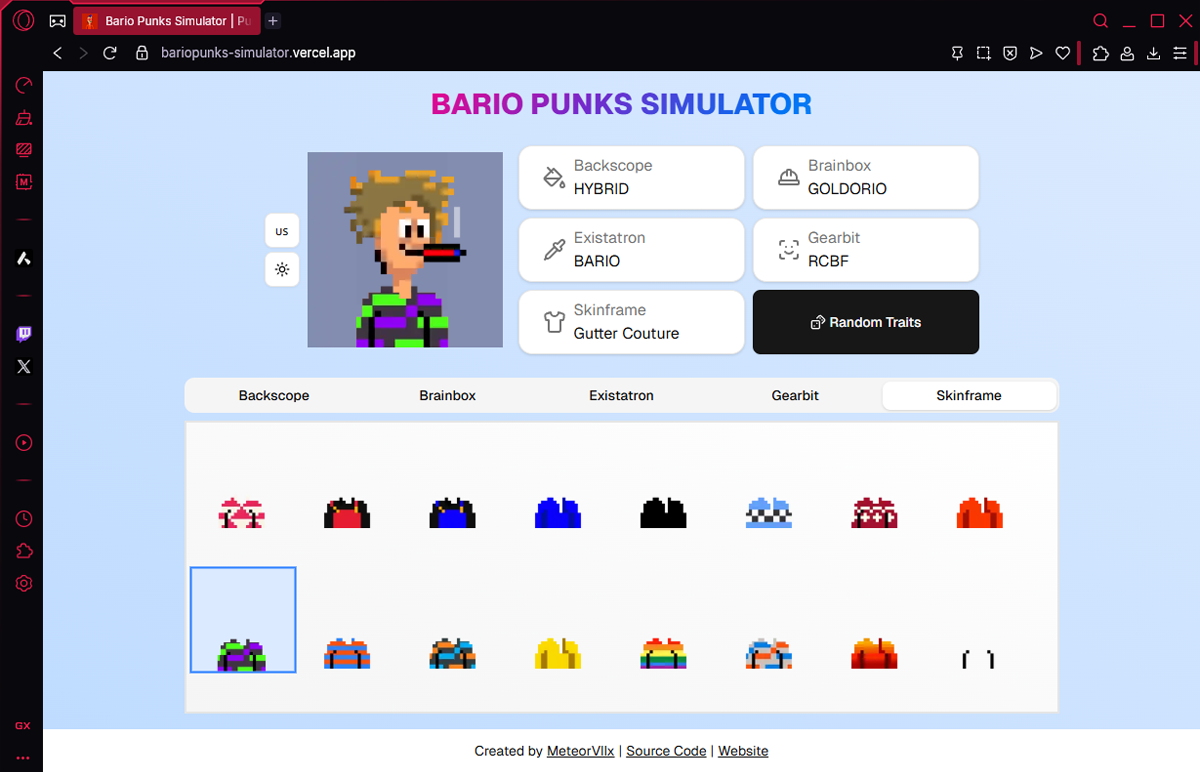 Bario Punks Simulator | Pu
bariopunks-simulator.vercel.app
BARIO PUNKS SIMULATOR
US
Backscope
HYBRID
Brainbox
GOLDORIO
Existatron
BARIO
Gearbit
RCBF
Skinframe
Gutter Couture
Random Traits
Backscope Brainbox Existatron Gearbit Skinframe
GX
Created by MeteorVIIx | Source Code | Website